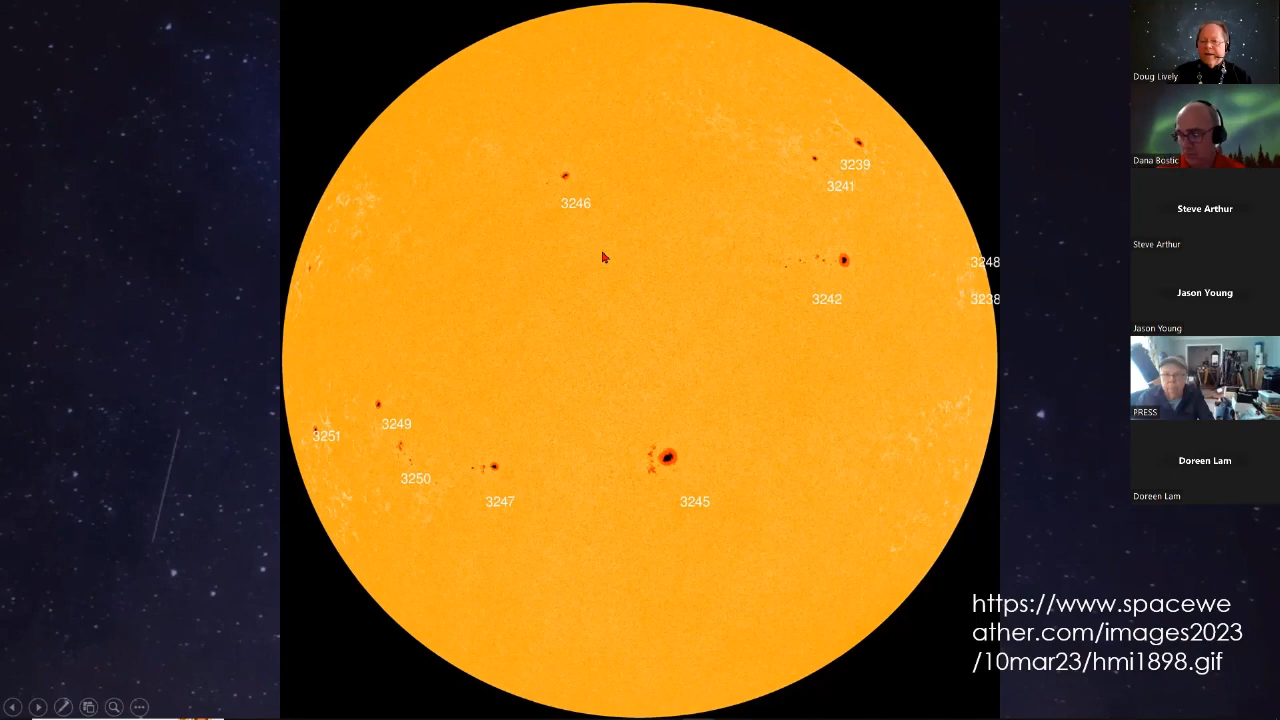 3239
3241
3246
3248
3242
3238
3249
3251
3250
3247
3245
https://www.spacewe
ather.com/images2023
/10mar23/hmi1898.gif
Doug Lively
Dana Bostic
Steve Arthur
Steve Arthur
Jason Young
Jason Young
PRESS
Doreen Lam
Doreen Lam